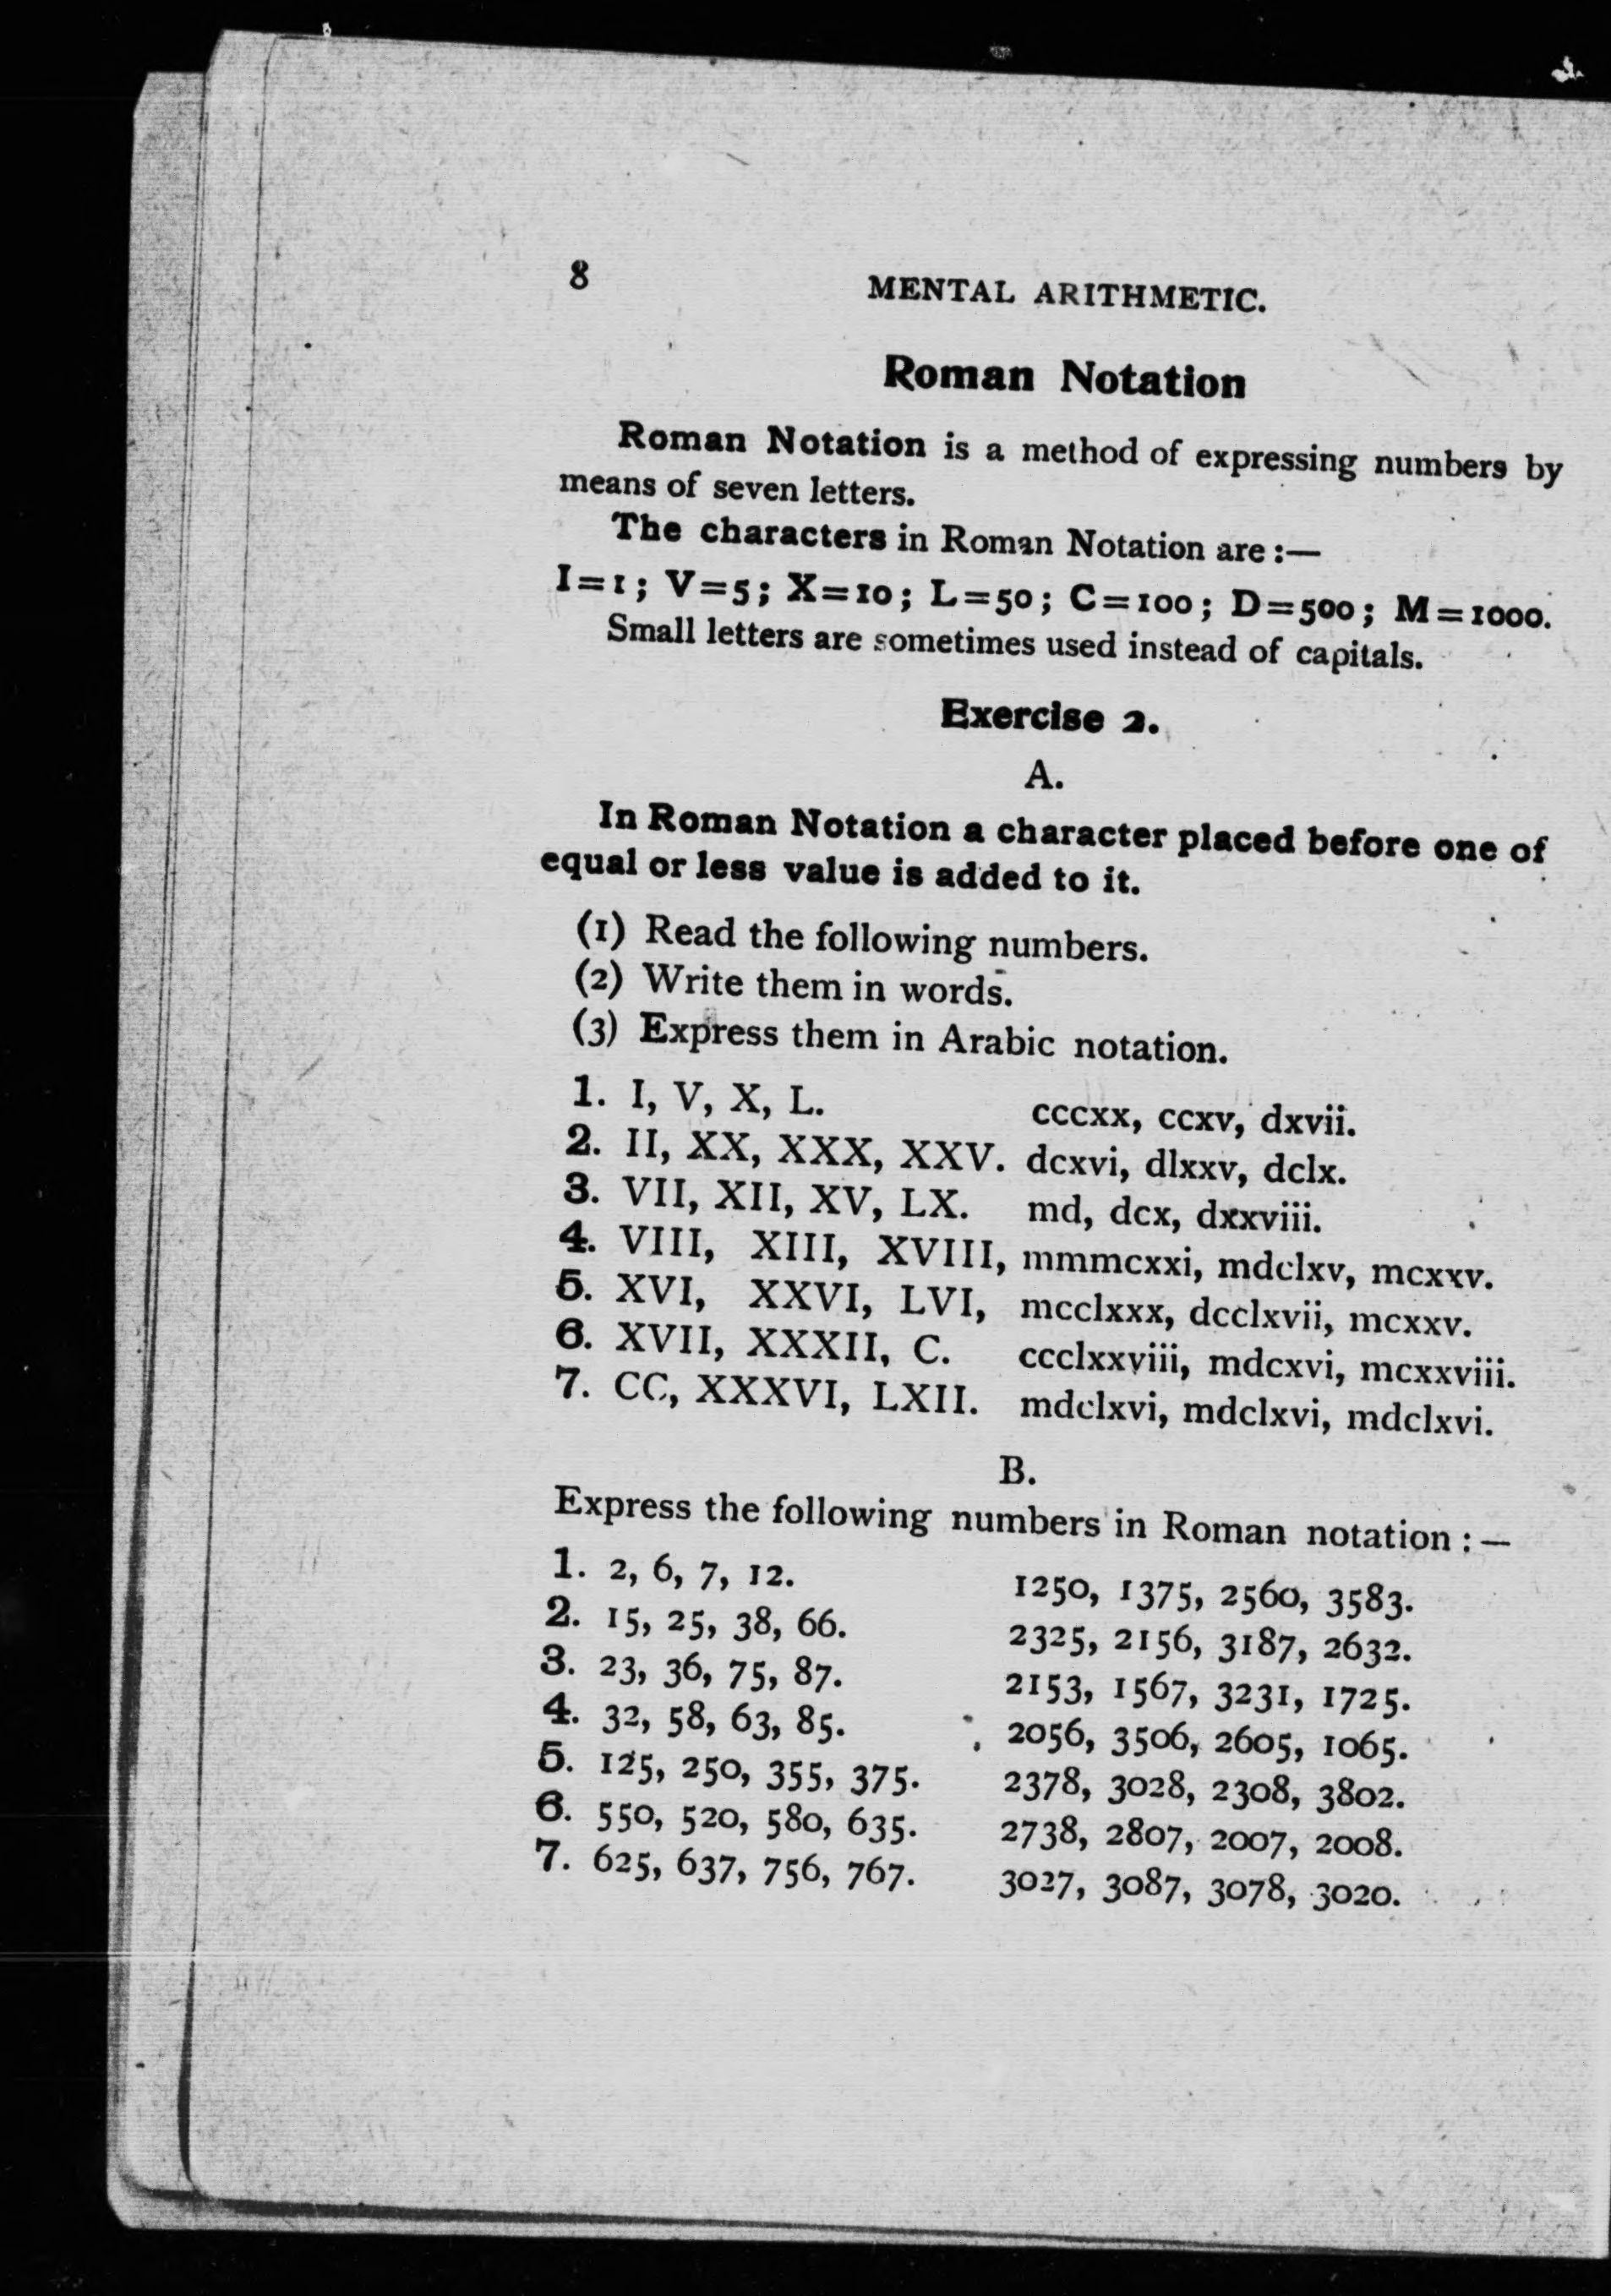 8
MENTAL ARITHMETIC.
Roman Notation
Roman Notation is a method of expressing numbers by
means of seven letters.
The characters in Roman Notation are :—
I=1; V=5; X=10; L=50; C=100; D=500; M=1000.
Small letters are sometimes used instead of capitals.
Exercise 2.
A.
In Roman Notation a character placed before one of
equal or less value is added to it.
(1) Read the following numbers.
(2) Write them in words.
(3) Express them in Arabic notation.
1. I, V, X, L. cccxx, ccxv, dxvii.
2. II, XX, XXX, XXV. dcxvi, dlxxv, dclx.
3. VII, XII, XV, LX. md, dcx, dxxviii.
4. VIII, XIII, XVIII, mmmcxxi, mdclxv, mcxxv.
5. XVI, XXVI, LVI, mcclxxx, dcclxvii, mcxxv.
6. XVII, XXXII, C. ccclxxviii, mdcxvi, mcxxviii.
7. CC, XXXVI, LXII. mdclxvi, mdclxvi, mdclxvi.
B.
Express the following numbers in Roman notation : —
1. 2, 6, 7, 12. 1250, 1375, 2560, 3583.
2. 15, 25, 38, 66. 2325, 2156, 3187, 2632.
3. 23, 36, 75, 87. 2153, 1567, 3231, 1725.
4. 32, 58, 63, 85. 2056, 3506, 2605, 1065.
5. 125, 250, 355, 375. 2378, 3028, 2308, 3802.
6. 550, 520, 580, 635. 2738, 2807, 2007, 2008.
7. 625, 637, 756, 767. 3027, 3087, 3078, 3020.